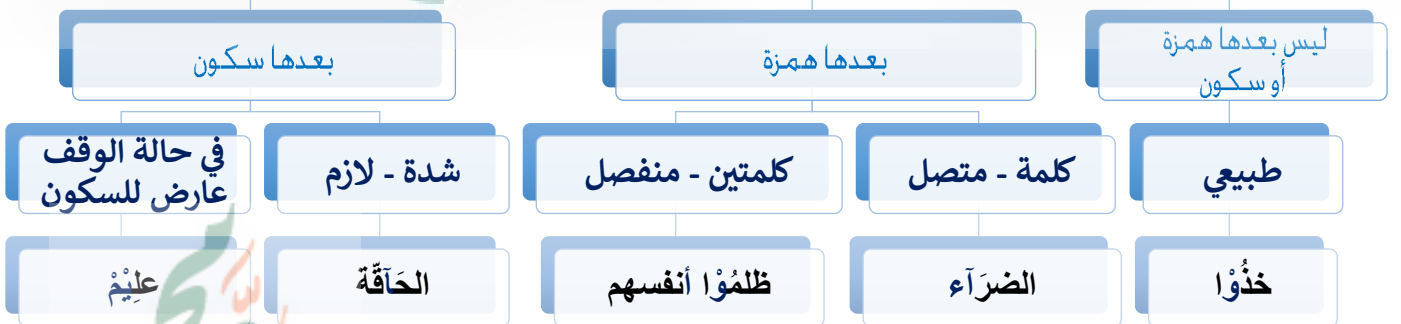 ليس بعدها همزة
أو سكون
بعدها همزة
بعدها سكون
طبيعي
كلمة - متصل
كلمتين - منفصل
شدة - لازم
في حالة الوقف
عارض للسكون
خذُوْا
الضرَآء
ظلمُوْا أنفسهم
الحَآقّة
علِيْمْ